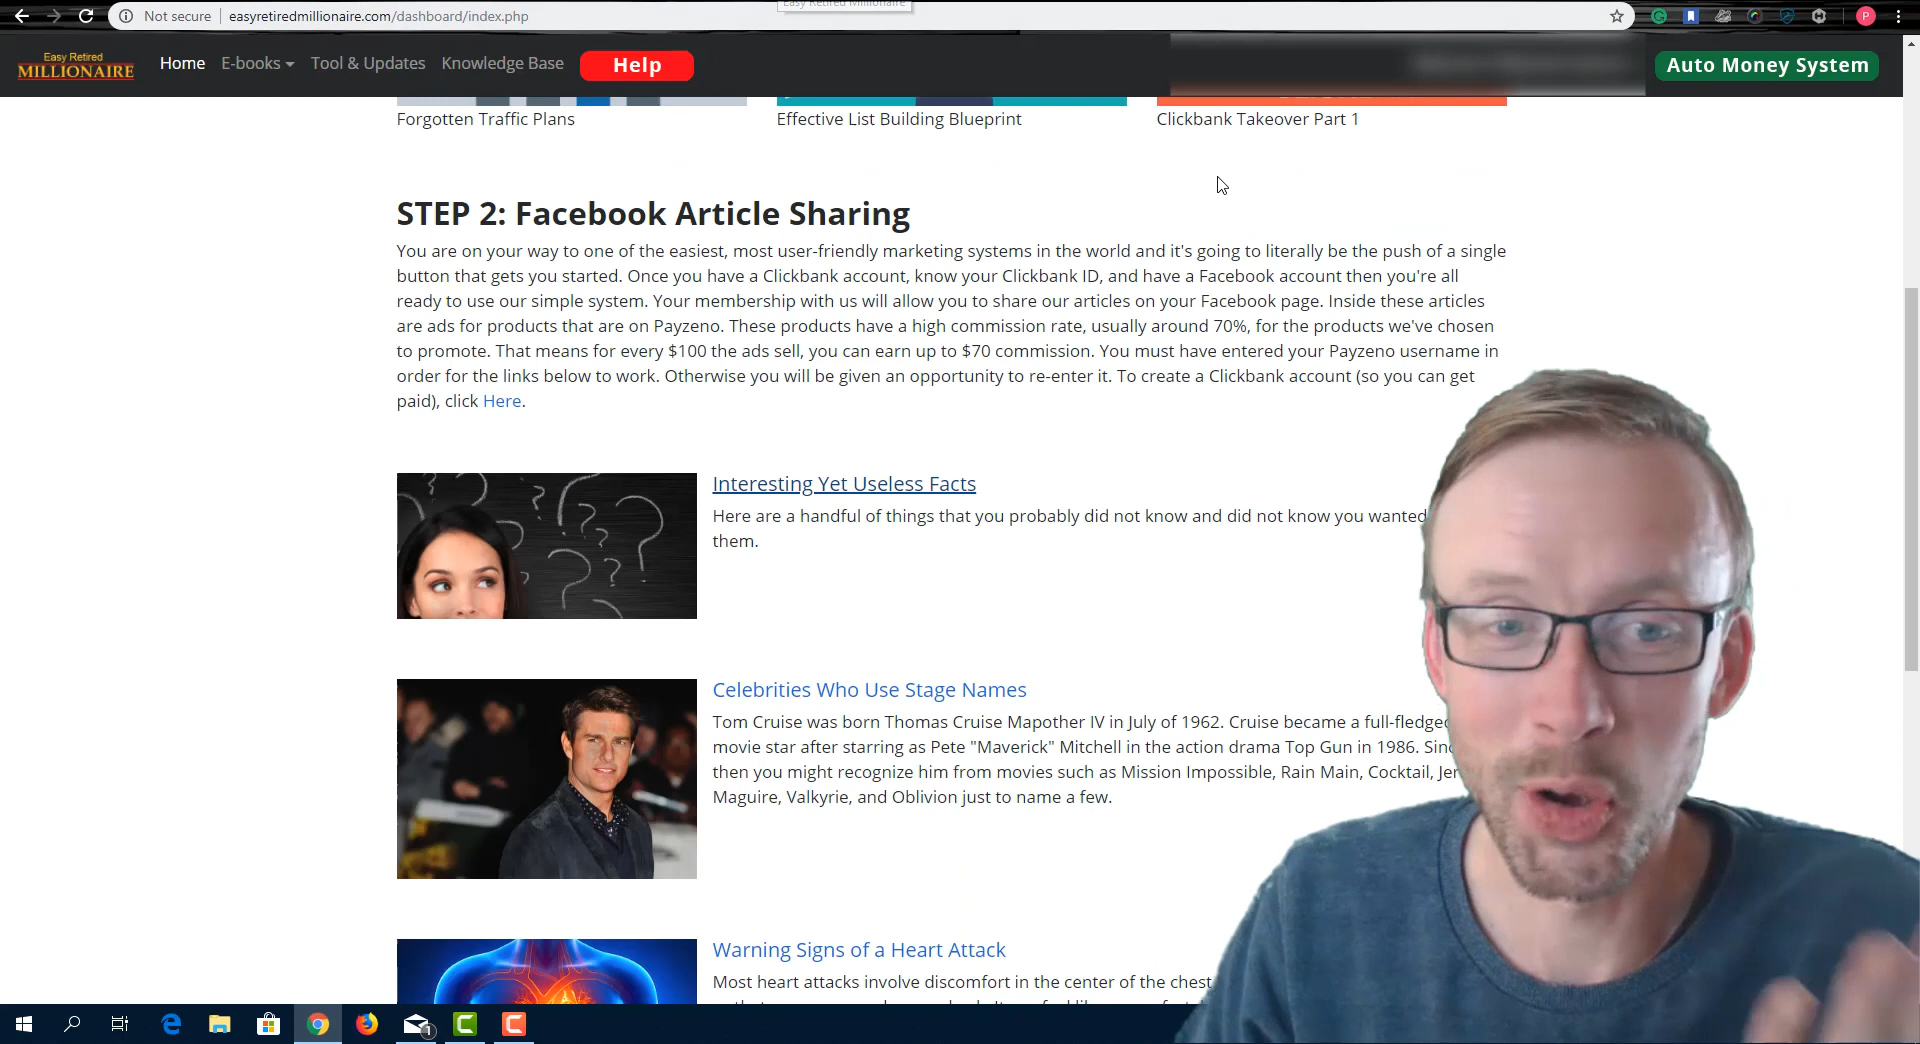 Easy Retired Millionaire
Not secure
easyretiredmillionaire.com/dashboard/index.php
P
Easy Retired
MILLIONAIRE
Home
E-books
Tool & Updates
Knowledge Base
Help
Auto Money System
Forgotten Traffic Plans
Effective List Building Blueprint
Clickbank Takeover Part 1
STEP 2: Facebook Article Sharing
You are on your way to one of the easiest, most user-friendly marketing systems in the world and it's going to literally be the push of a single
button that gets you started. Once you have a Clickbank account, know your Clickbank ID, and have a Facebook account then you're all
ready to use our simple system. Your membership with us will allow you to share our articles on your Facebook page. Inside these articles
are ads for products that are on Payzeno. These products have a high commission rate, usually around 70%, for the products we've chosen
to promote. That means for every $100 the ads sell, you can earn up to $70 commission. You must have entered your Payzeno username in
order for the links below to work. Otherwise you will be given an opportunity to re-enter it. To create a Clickbank account (so you can get
paid), click Here.
Interesting Yet Useless Facts
Here are a handful of things that you probably did not know and did not know you wanted
them.
Celebrities Who Use Stage Names
Tom Cruise was born Thomas Cruise Mapother IV in July of 1962. Cruise became a full-fledged
movie star after starring as Pete "Maverick" Mitchell in the action drama Top Gun in 1986. Sinc
then you might recognize him from movies such as Mission Impossible, Rain Main, Cocktail, Jer
Maguire, Valkyrie, and Oblivion just to name a few.
Warning Signs of a Heart Attack
Most heart attacks involve discomfort in the center of the chest
1